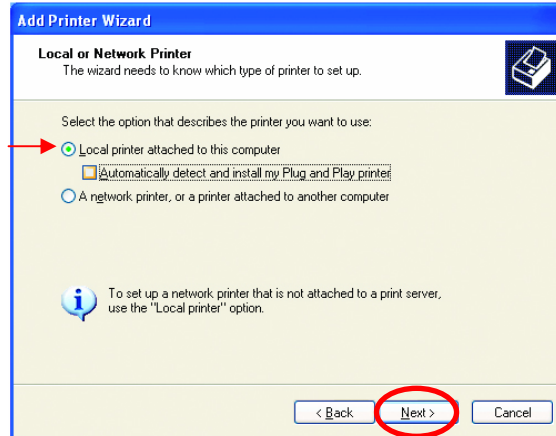 Add Printer Wizard
Local or Network Printer
The wizard needs to know which type of printer to set up.
Select the option that describes the printer you want to use:
Local printer attached to this computer
Automatically detect and install my Plug and Play printer
A network printer, or a printer attached to another computer
To set up a network printer that is not attached to a print server,
use the "Local printer" option.
< Back Next > Cancel